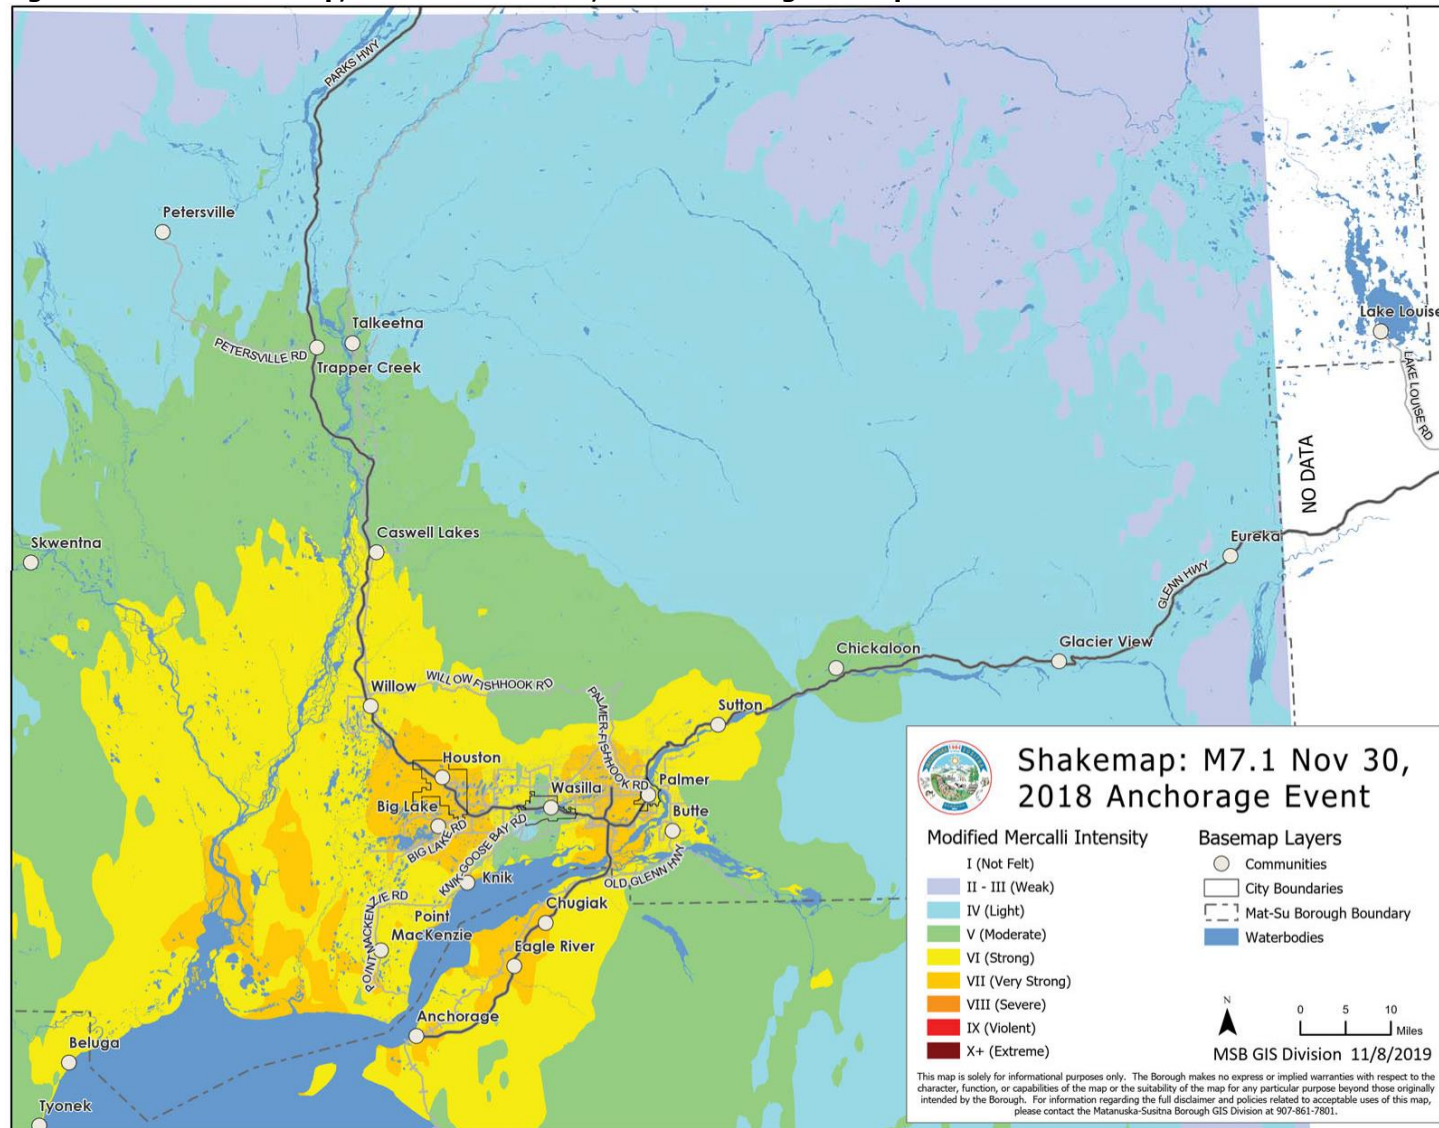 PARKS HWY
Petersville
Talkeetna
PETERSVILLE RD
Trapper Creek
Lake Louise
LAKE LOUISE RD
NO DATA
Skwentna
Caswell Lakes
Eureka
GLENN HWY
Chickaloon
Glacier View
Willow
WILLOW FISHHOOK RD
PALMER-FISHHOOK RD
Sutton
Houston
Wasilla
Palmer
Big Lake
BIG LAKE RD
KNIK-GOOSE BAY RD
Butte
OLD GLENN HWY
Knik
Chugiak
POINT MACKENZIE RD
Point
MacKenzie
Eagle River
Anchorage
Beluga
Tyonek
Shakemap: M7.1 Nov 30,
2018 Anchorage Event
Modified Mercalli Intensity
I (Not Felt)
II - III (Weak)
IV (Light)
V (Moderate)
VI (Strong)
VII (Very Strong)
VIII (Severe)
IX (Violent)
X+ (Extreme)
Basemap Layers
Communities
City Boundaries
Mat-Su Borough Boundary
Waterbodies
N
0 5 10
Miles
MSB GIS Division 11/8/2019
This map is solely for informational purposes only. The Borough makes no express or implied warranties with respect to the
character, function, or capabilities of the map or the suitability of the map for any particular purpose beyond those originally
intended by the Borough. For information regarding the full disclaimer and policies related to acceptable uses of this map,
please contact the Matanuska-Susitna Borough GIS Division at 907-861-7801.